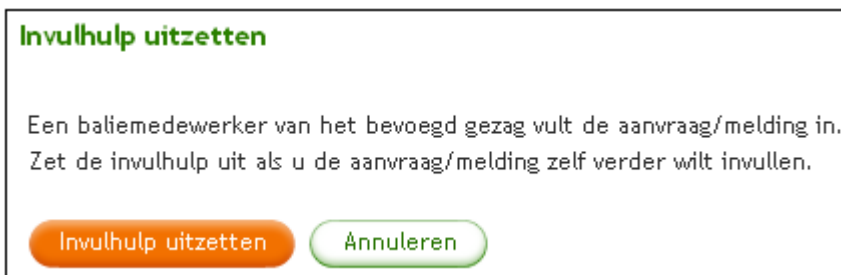 Invulhulp uitzetten
Een baliemedewerker van het bevoegd gezag vult de aanvraag/melding in.
Zet de invulhulp uit als u de aanvraag/melding zelf verder wilt invullen.
Invulhulp uitzetten
Annuleren